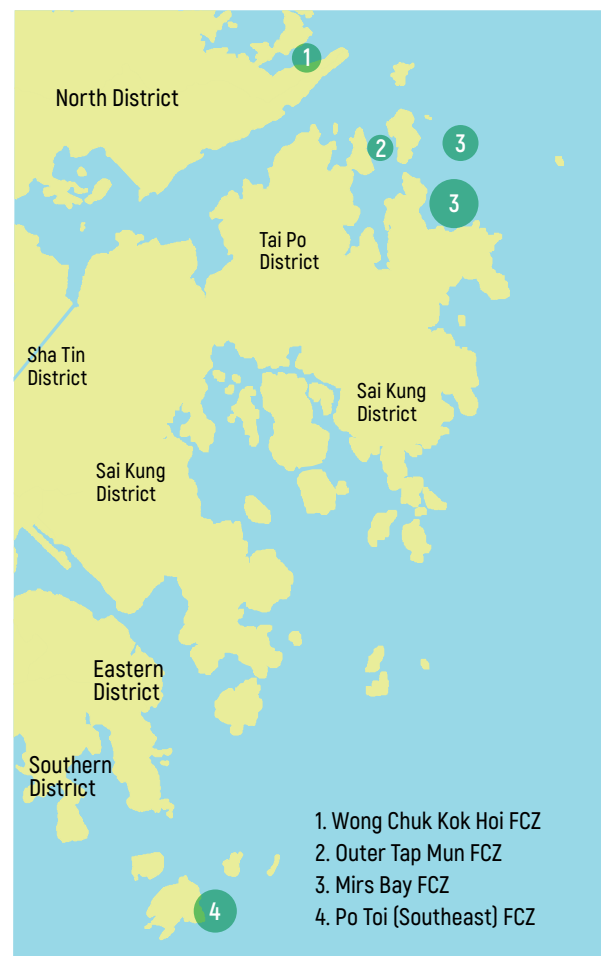 1
North District
2
3
3
Tai Po
District
Sha Tin
District
Sai Kung
District
Sai Kung
District
Eastern
District
Southern
District
1. Wong Chuk Kok Hoi FCZ
2. Outer Tap Mun FCZ
3. Mirs Bay FCZ
4. Po Toi (Southeast) FCZ
4